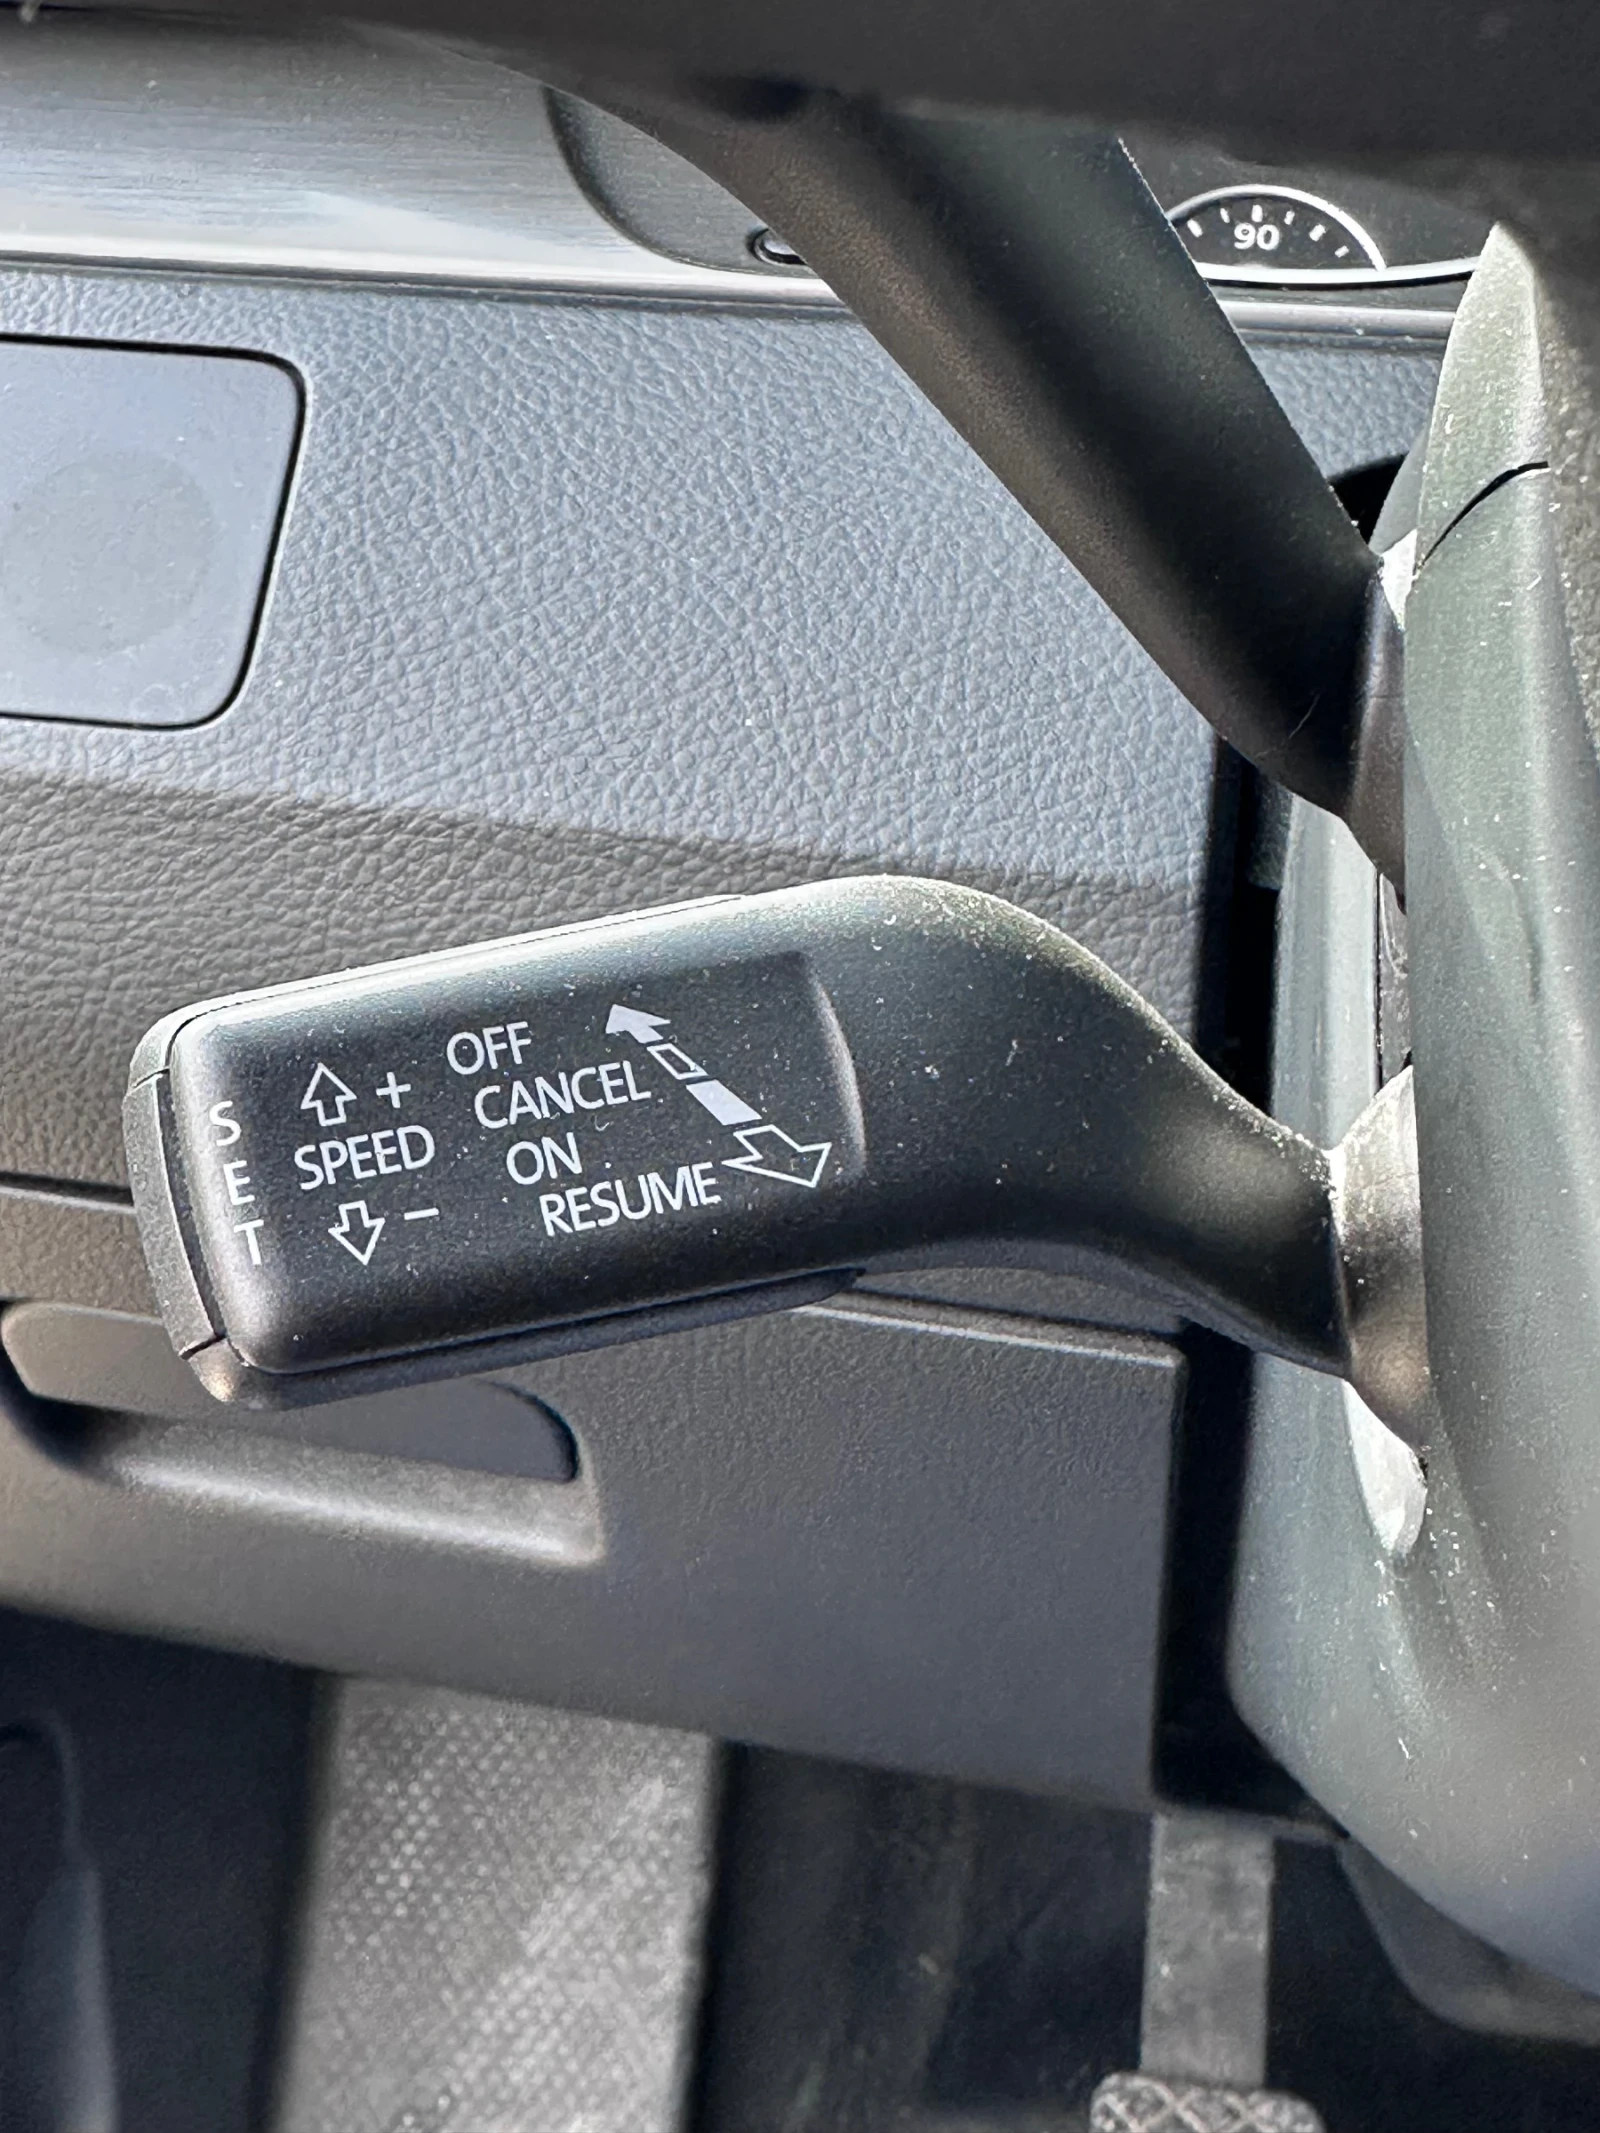 90
OFF
CANCEL
ON
RESUME
+
SPEED
−
SET